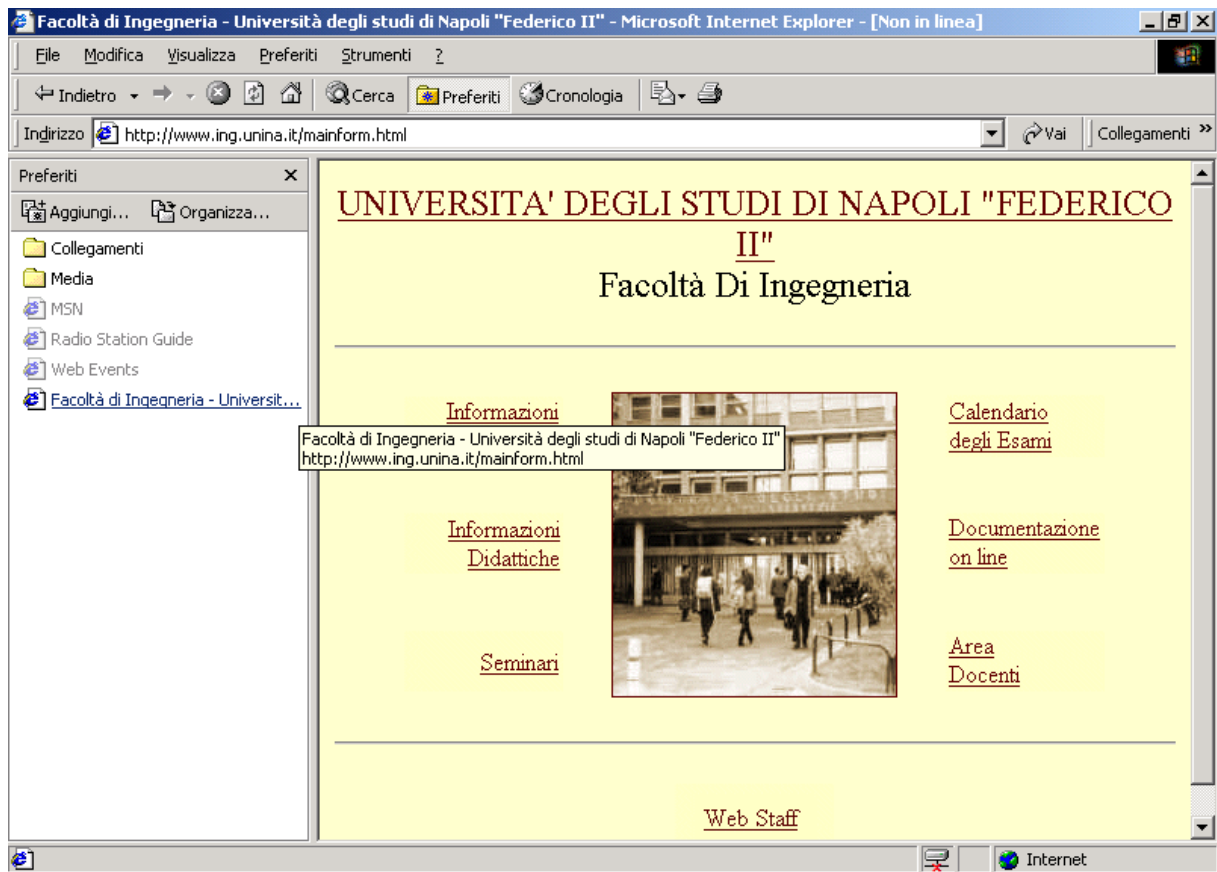 Facoltà di Ingegneria - Università degli studi di Napoli "Federico II" - Microsoft Internet Explorer - [Non in linea]
File Modifica Visualizza Preferiti Strumenti ?
Indietro Cerca Preferiti Cronologia
Indirizzo http://www.ing.unina.it/mainform.html Vai Collegamenti »
Preferiti
Aggiungi... Organizza...
Collegamenti
Media
MSN
Radio Station Guide
Web Events
Facoltà di Ingegneria - Universit...
Facoltà di Ingegneria - Università degli studi di Napoli "Federico II"
http://www.ing.unina.it/mainform.html
UNIVERSITA' DEGLI STUDI DI NAPOLI "FEDERICO
II"
Facoltà Di Ingegneria
Informazioni
Informazioni
Didattiche
Seminari
Calendario
degli Esami
Documentazione
on line
Area
Docenti
Web Staff
Internet